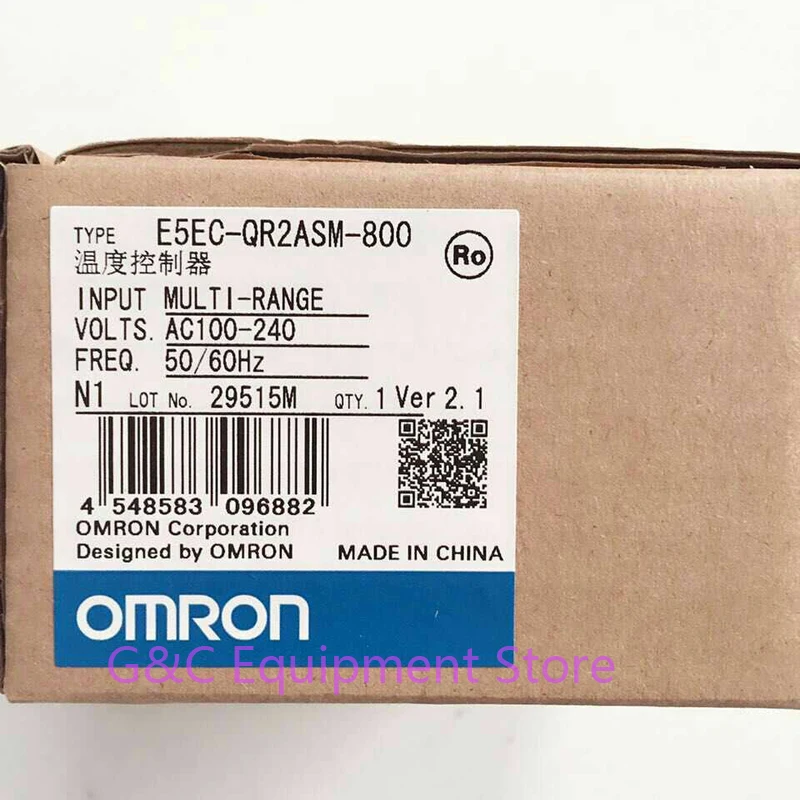 TYPE E5EC-QR2ASM-800
Ro
温度控制器
INPUT MULTI-RANGE
VOLTS. AC100-240
FREQ. 50/60Hz
N1 LOT No. 29515M QTY. 1 Ver 2.1
4 548583 096882
OMRON Corporation
Designed by OMRON MADE IN CHINA
OMRON
G&C Equipment Store